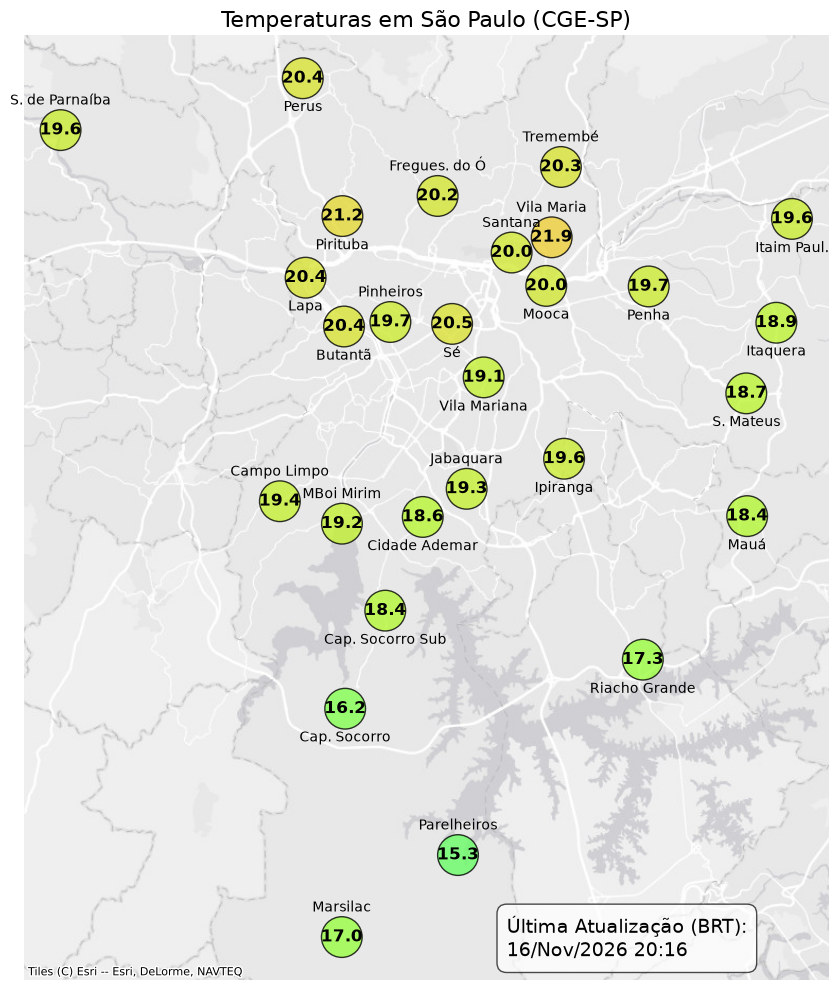 Temperaturas em São Paulo (CGE-SP)
20.4
Perus
S. de Parnaíba
19.6
Tremembé
20.3
Fregues. do Ó
20.2
Vila Maria
21.9
21.2
Pirituba
Santana
20.0
19.6
Itaim Paul.
20.4
Lapa
20.0
Mooca
19.7
Penha
Pinheiros
19.7
20.4
Butantã
20.5
Sé
18.9
Itaquera
19.1
Vila Mariana
18.7
S. Mateus
Jabaquara
19.3
19.6
Ipiranga
Campo Limpo
19.4
MBoi Mirim
19.2
18.6
Cidade Ademar
18.4
Mauá
18.4
Cap. Socorro Sub
17.3
Riacho Grande
16.2
Cap. Socorro
Parelheiros
15.3
Marsilac
17.0
Última Atualização (BRT):
16/Nov/2026 20:16
Tiles (C) Esri -- Esri, DeLorme, NAVTEQ